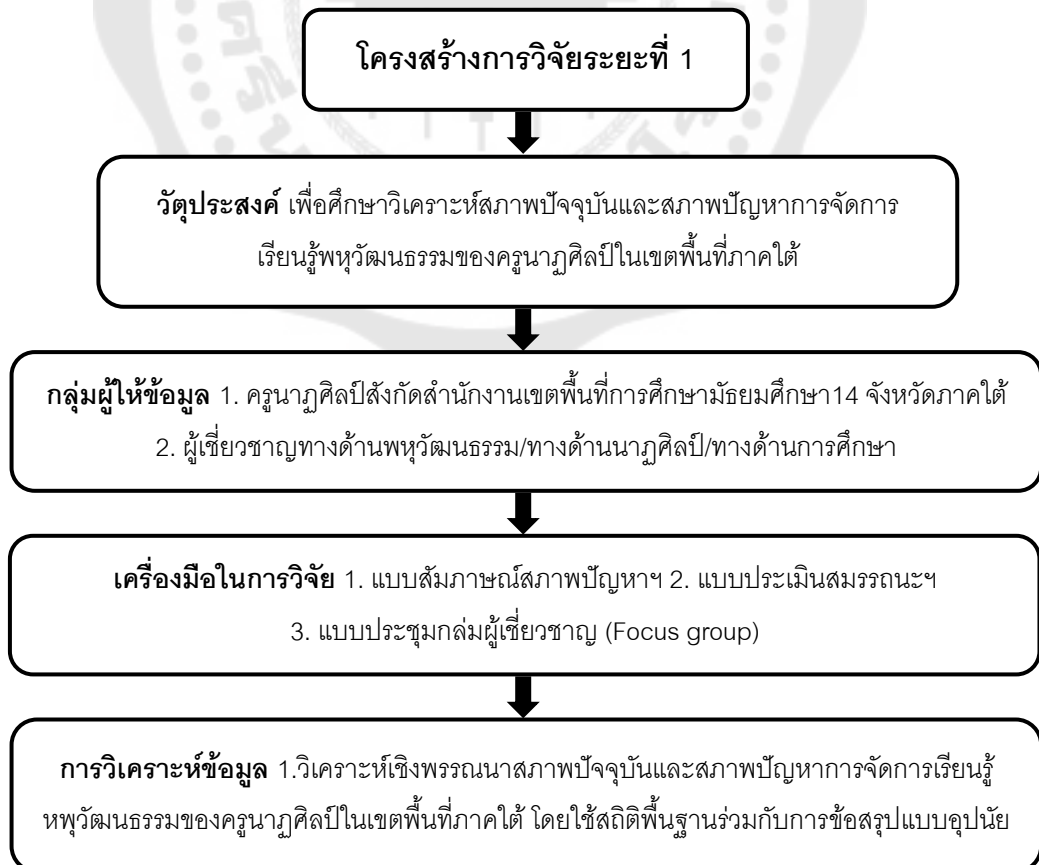 โครงสร้างการวิจัยระยะที่ 1
วัตุประสงค์ เพื่อศึกษาวิเคราะห์สภาพปัจจุบันและสภาพปัญหาการจัดการ
เรียนรู้พหุวัฒนธรรมของครูนาฏศิลป์ในเขตพื้นที่ภาคใต้
กลุ่มผู้ให้ข้อมูล 1. ครูนาฏศิลป์สังกัดสำนักงานเขตพื้นที่การศึกษามัธยมศึกษา14 จังหวัดภาคใต้
2. ผู้เชี่ยวชาญทางด้านพหุวัฒนธรรม/ทางด้านนาฏศิลป์/ทางด้านการศึกษา
เครื่องมือในการวิจัย 1. แบบสัมภาษณ์สภาพปัญหาฯ 2. แบบประเมินสมรรถนะฯ
3. แบบประชุมกลุ่มผู้เชี่ยวชาญ (Focus group)
การวิเคราะห์ข้อมูล 1.วิเคราะห์เชิงพรรณนาสภาพปัจจุบันและสภาพปัญหาการจัดการเรียนรู้
หพุวัฒนธรรมของครูนาฏศิลป์ในเขตพื้นที่ภาคใต้ โดยใช้สถิติพื้นฐานร่วมกับการข้อสรุปแบบอุปนัย